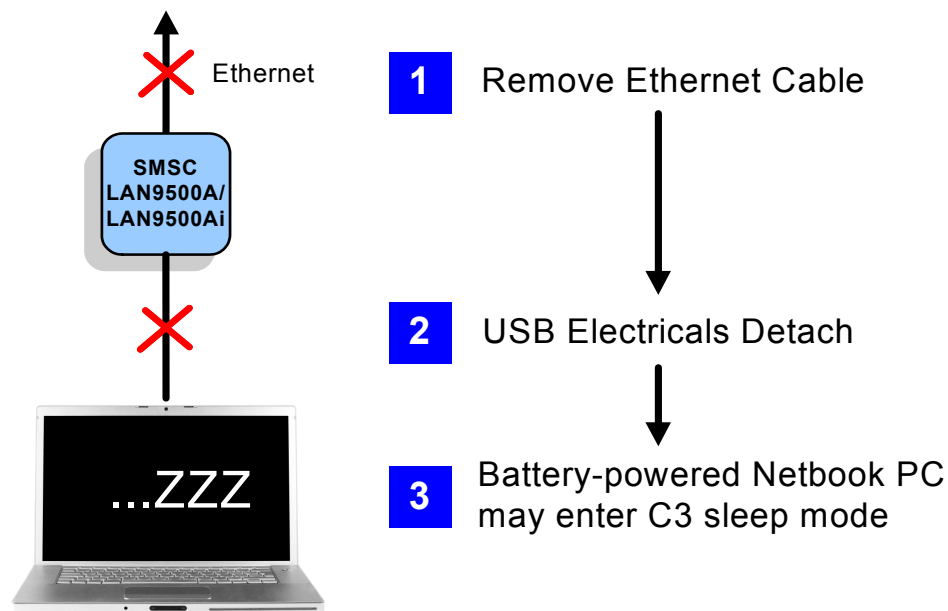 Ethernet
SMSC
LAN9500A/
LAN9500Ai
...ZZZ
1
Remove Ethernet Cable
2
USB Electricals Detach
3
Battery-powered Netbook PC
may enter C3 sleep mode